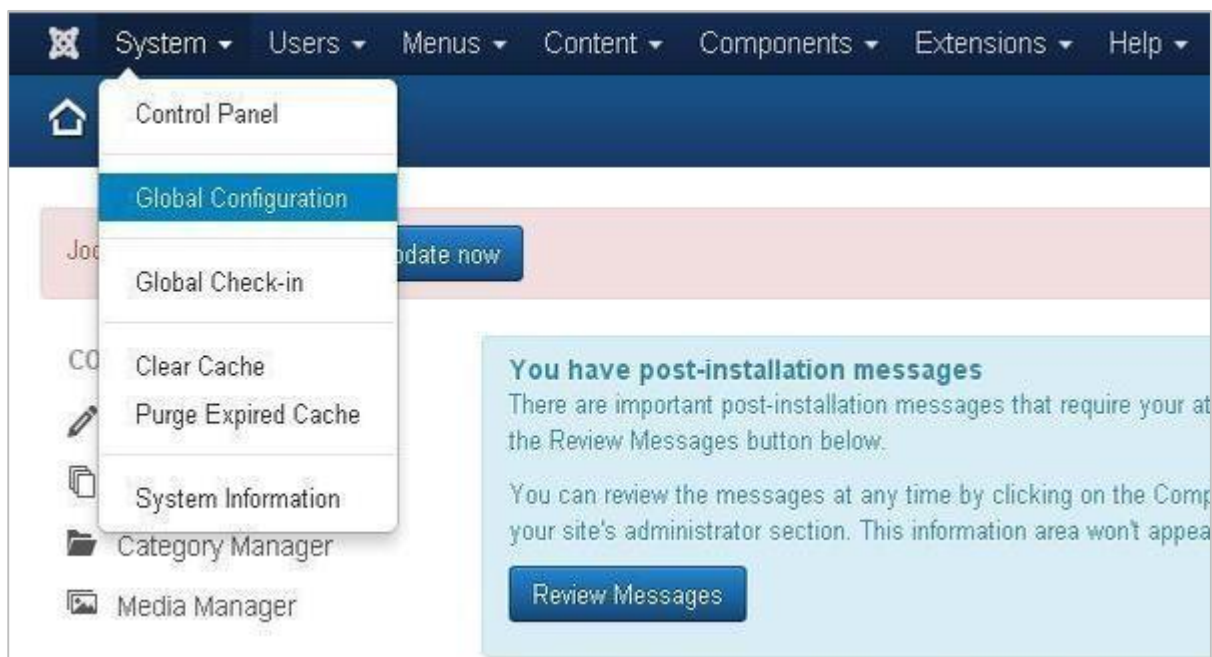 System Users Menus Content Components Extensions Help
Control Panel
Global Configuration
Joo
pdate now
Global Check-in
CO
Clear Cache
Purge Expired Cache
System Information
Category Manager
Media Manager
You have post-installation messages
There are important post-installation messages that require your at
the Review Messages button below.
You can review the messages at any time by clicking on the Comp
your site's administrator section. This information area won't appea
Review Messages